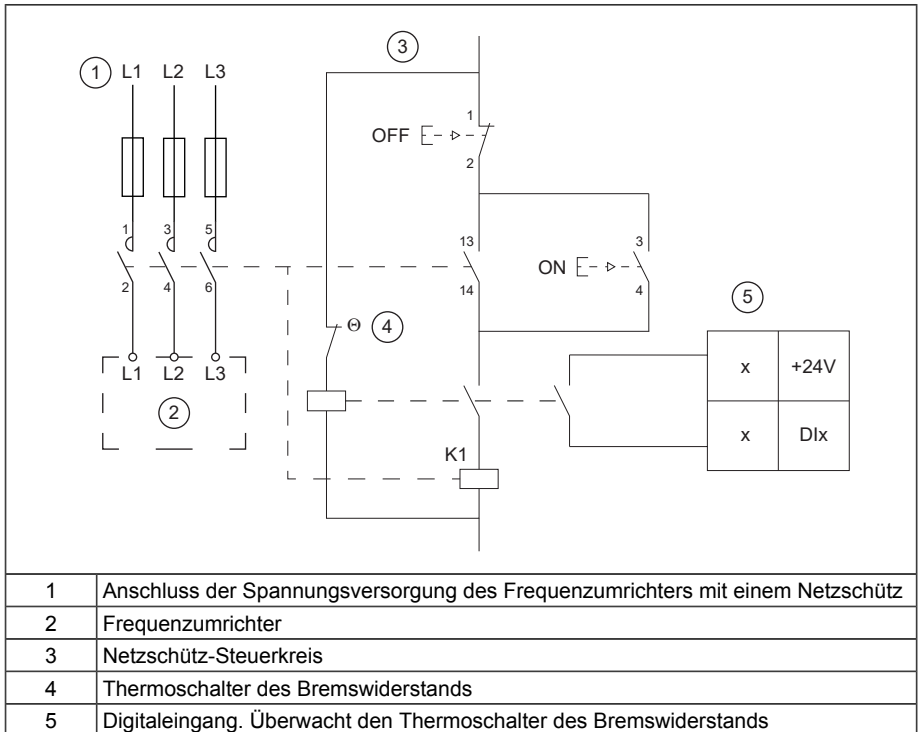 3
1 L1 L2 L3
1
OFF
2
1 3 5
13 3
ON
14 4
2 4 6
5
Θ 4
x +24V
L1 L2 L3
2
x DIx
K1
1 Anschluss der Spannungsversorgung des Frequenzumrichters mit einem Netzschütz
2 Frequenzumrichter
3 Netzschütz-Steuerkreis
4 Thermoschalter des Bremswiderstands
5 Digitaleingang. Überwacht den Thermoschalter des Bremswiderstands